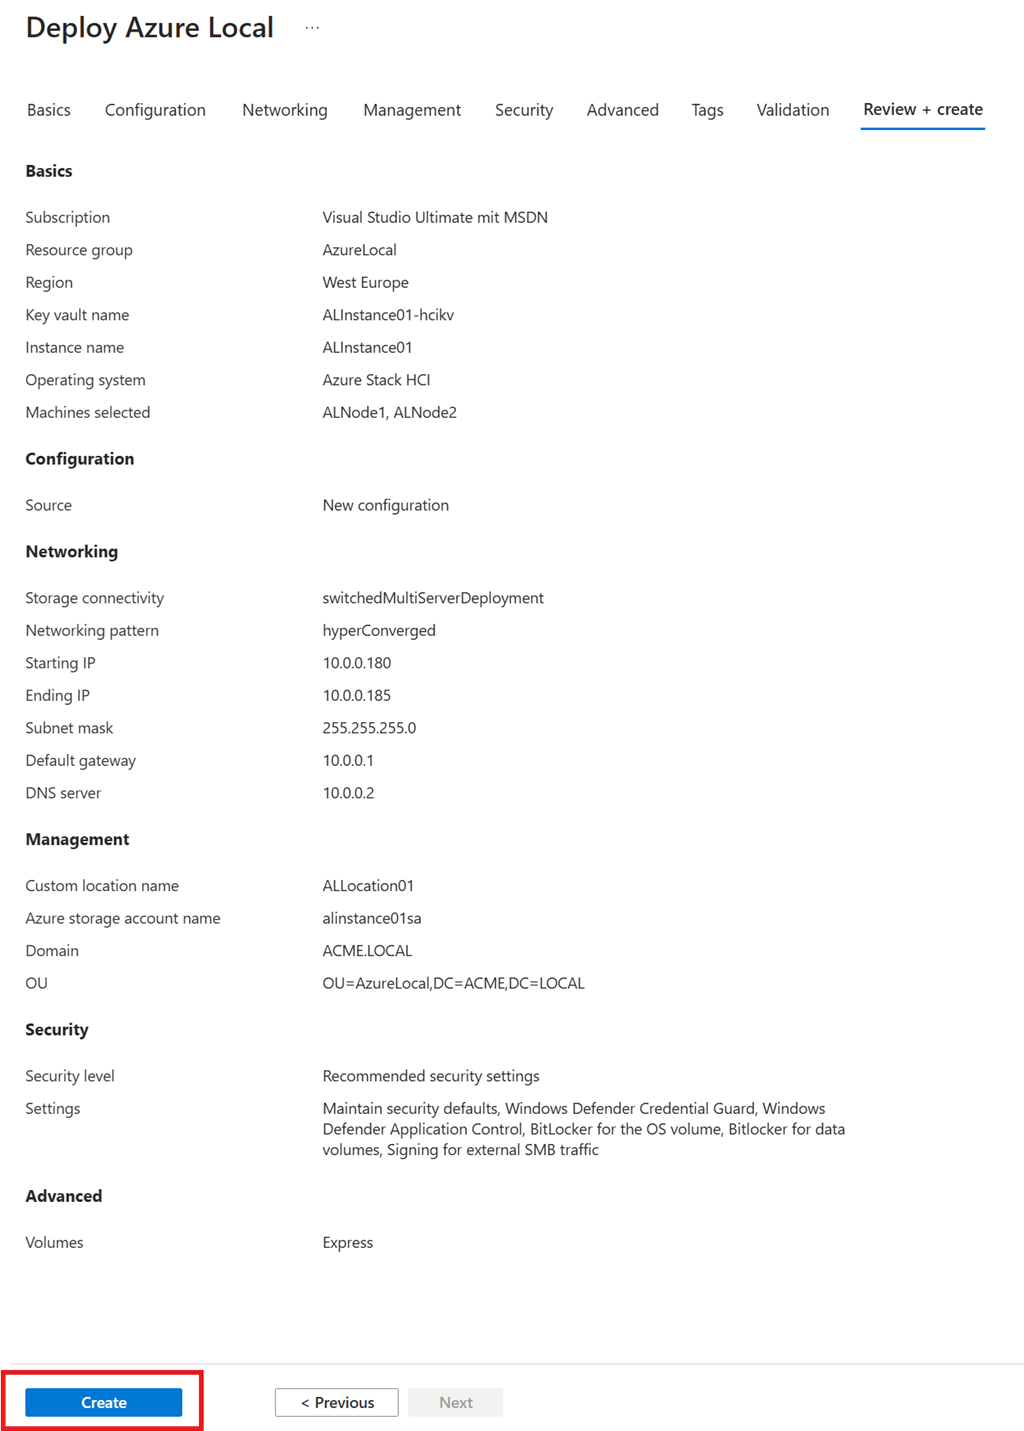 Deploy Azure Local ...
Basics Configuration Networking Management Security Advanced Tags Validation Review + create
Basics
Subscription Visual Studio Ultimate mit MSDN
Resource group AzureLocal
Region West Europe
Key vault name ALInstance01-hcikv
Instance name ALInstance01
Operating system Azure Stack HCI
Machines selected ALNode1, ALNode2
Configuration
Source New configuration
Networking
Storage connectivity switchedMultiServerDeployment
Networking pattern hyperConverged
Starting IP 10.0.0.180
Ending IP 10.0.0.185
Subnet mask 255.255.255.0
Default gateway 10.0.0.1
DNS server 10.0.0.2
Management
Custom location name ALLocation01
Azure storage account name alinstance01sa
Domain ACME.LOCAL
OU OU=AzureLocal,DC=ACME,DC=LOCAL
Security
Security level Recommended security settings
Settings Maintain security defaults, Windows Defender Credential Guard, Windows
Defender Application Control, BitLocker for the OS volume, Bitlocker for data
volumes, Signing for external SMB traffic
Advanced
Volumes Express
Create < Previous Next